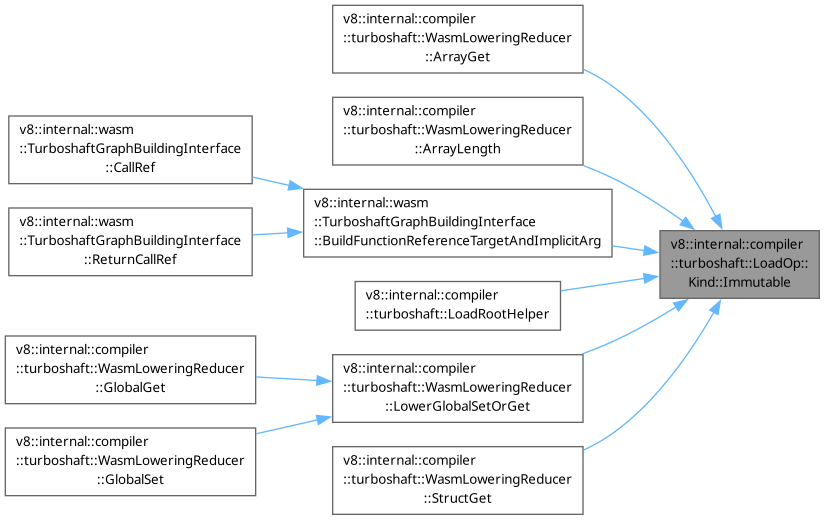 v8::internal::compiler
::turboshaft::WasmLoweringReducer
::ArrayGet
v8::internal::compiler
::turboshaft::WasmLoweringReducer
::ArrayLength
v8::internal::wasm
::TurboshaftGraphBuildingInterface
::CallRef
v8::internal::wasm
::TurboshaftGraphBuildingInterface
::BuildFunctionReferenceTargetAndImplicitArg
v8::internal::wasm
::TurboshaftGraphBuildingInterface
::ReturnCallRef
v8::internal::compiler
::turboshaft::LoadOp::
Kind::Immutable
v8::internal::compiler
::turboshaft::LoadRootHelper
v8::internal::compiler
::turboshaft::WasmLoweringReducer
::GlobalGet
v8::internal::compiler
::turboshaft::WasmLoweringReducer
::LowerGlobalSetOrGet
v8::internal::compiler
::turboshaft::WasmLoweringReducer
::GlobalSet
v8::internal::compiler
::turboshaft::WasmLoweringReducer
::StructGet